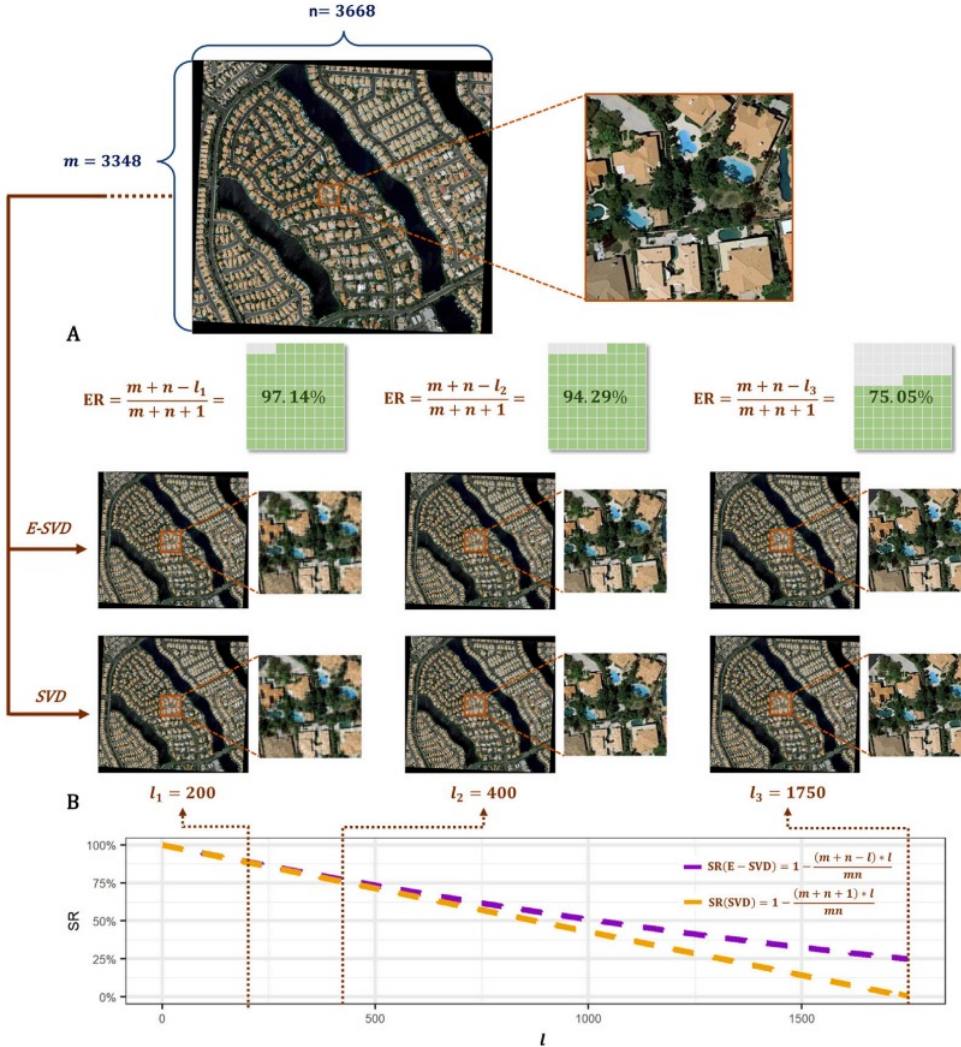 n= 3668
m = 3348
A
ER = (m + n − l₁)/(m + n + 1) = 97.14%
ER = (m + n − l₂)/(m + n + 1) = 94.29%
ER = (m + n − l₃)/(m + n + 1) = 75.05%
E-SVD
SVD
B
l₁ = 200
l₂ = 400
l₃ = 1750
100%
75%
50%
25%
0%
SR
SR(E − SVD) = 1 − ((m + n − l) * l)/mn
SR(SVD) = 1 − ((m + n + 1) * l)/mn
0
500
1000
1500
l